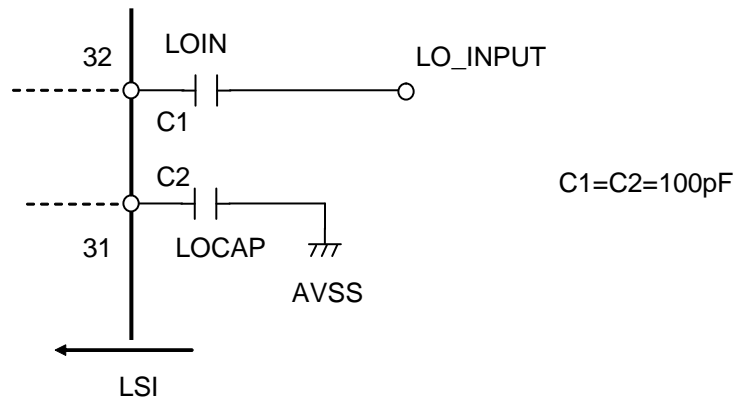 LOIN
32
LO_INPUT
C1
C2
C1=C2=100pF
31
LOCAP
AVSS
LSI